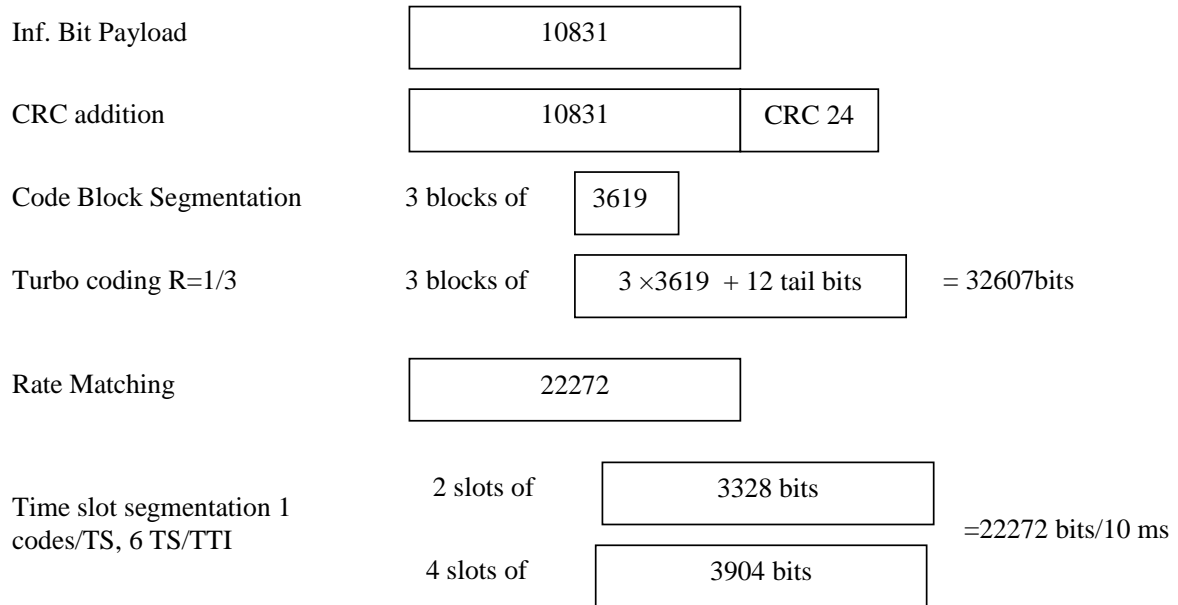 Inf. Bit Payload 10831
CRC addition 10831 CRC 24
Code Block Segmentation 3 blocks of 3619
Turbo coding R=1/3 3 blocks of 3 ×3619 + 12 tail bits = 32607bits
Rate Matching 22272
2 slots of 3328 bits
Time slot segmentation 1
codes/TS, 6 TS/TTI =22272 bits/10 ms
4 slots of 3904 bits